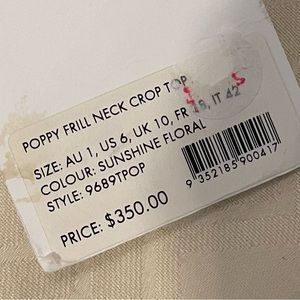 POPPY FRILL NECK CROP TOP
SIZE: AU 1, US 6, UK 10, FR 38, IT 42
COLOUR: SUNSHINE FLORAL
STYLE: 9689TPOP
PRICE: $350.00
9 352185 900417